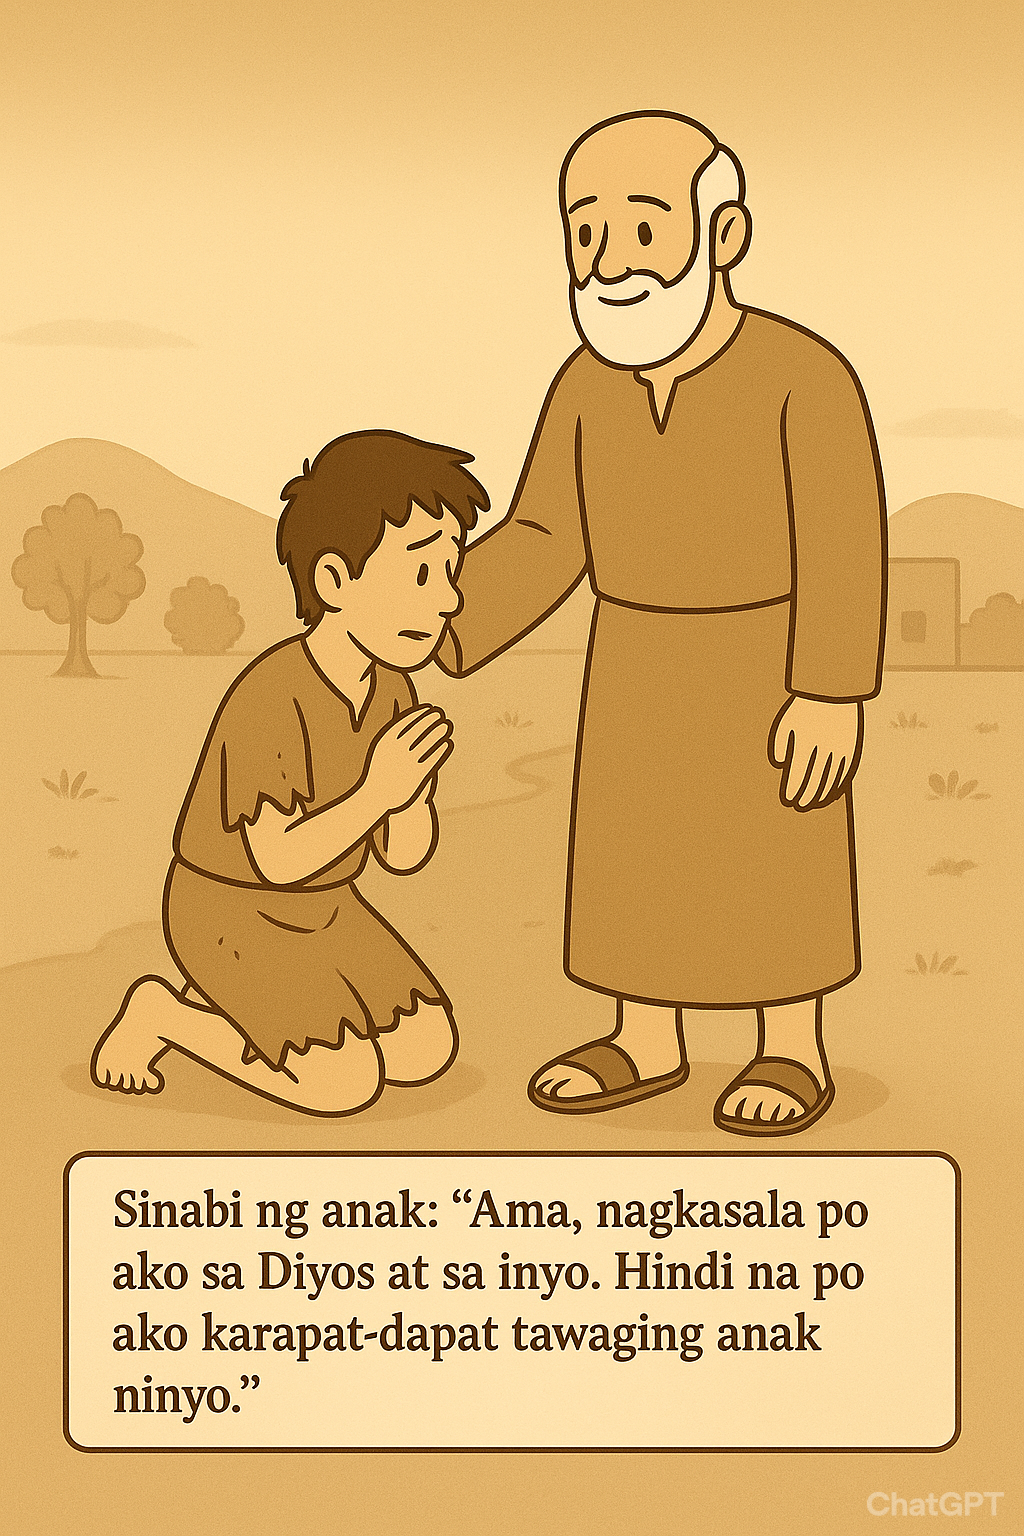 Sinabi ng anak: “Ama, nagkasala po
ako sa Diyos at sa inyo. Hindi na po
ako karapat-dapat tawaging anak
ninyo.”
ChatGPT